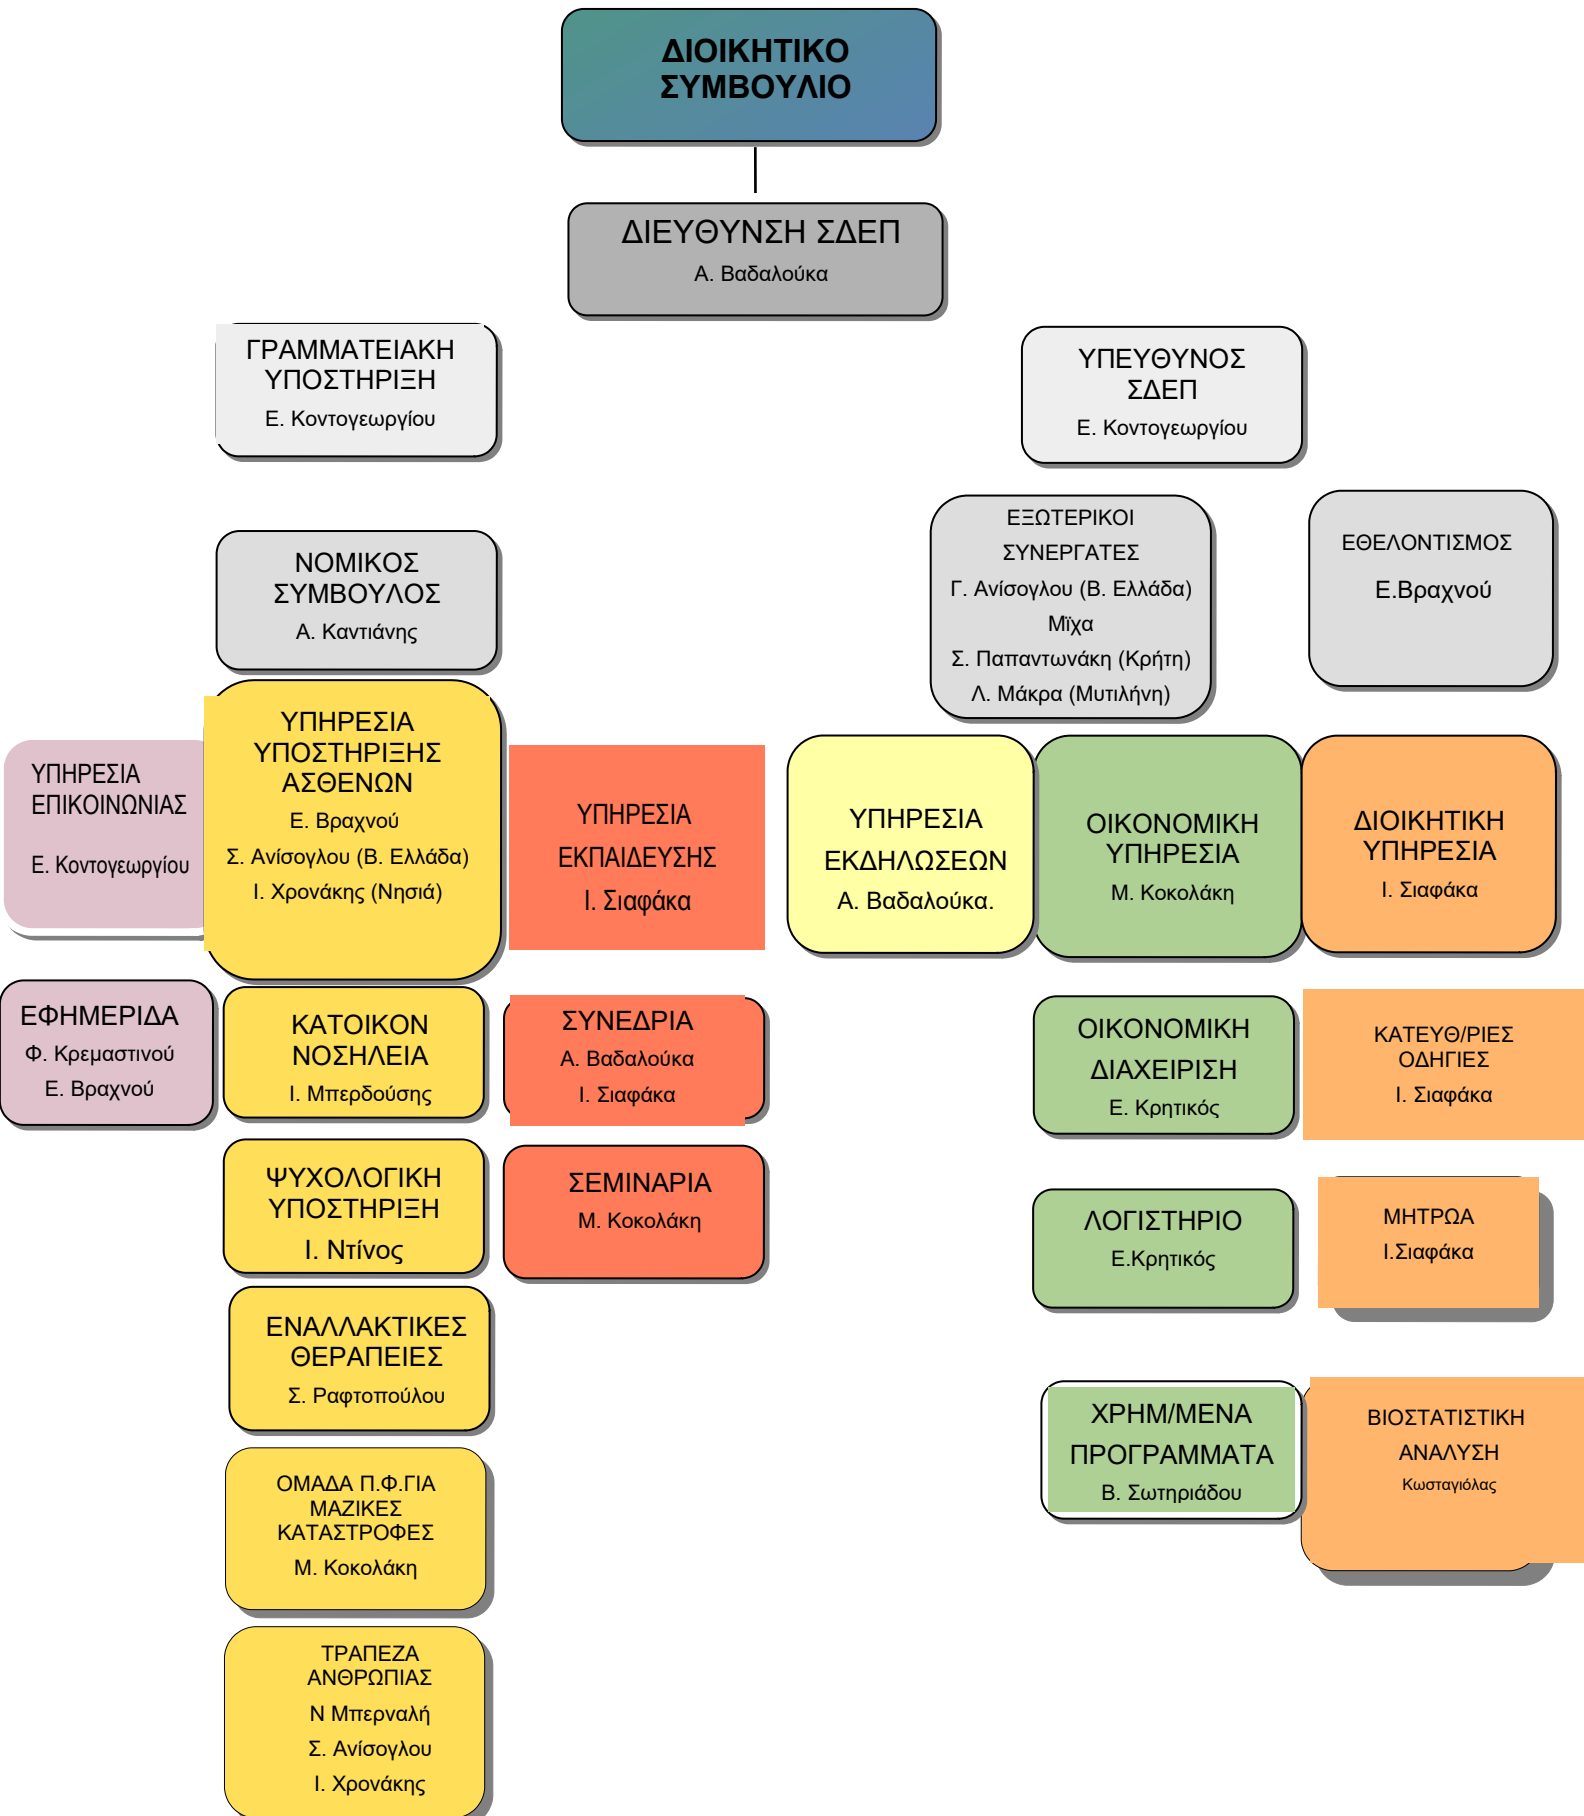 ΔΙΟΙΚΗΤΙΚΟ
ΣΥΜΒΟΥΛΙΟ
ΔΙΕΥΘΥΝΣΗ ΣΔΕΠ
Α. Βαδαλούκα
ΓΡΑΜΜΑΤΕΙΑΚΗ
ΥΠΟΣΤΗΡΙΞΗ
Ε. Κοντογεωργίου
ΥΠΕΥΘΥΝΟΣ
ΣΔΕΠ
Ε. Κοντογεωργίου
ΝΟΜΙΚΟΣ
ΣΥΜΒΟΥΛΟΣ
Α. Καντιάνης
ΕΞΩΤΕΡΙΚΟΙ
ΣΥΝΕΡΓΑΤΕΣ
Γ. Ανίσογλου (Β. Ελλάδα)
Μϊχα
Σ. Παπαντωνάκη (Κρήτη)
Λ. Μάκρα (Μυτιλήνη)
ΕΘΕΛΟΝΤΙΣΜΟΣ
Ε.Βραχνού
ΥΠΗΡΕΣΙΑ
ΕΠΙΚΟΙΝΩΝΙΑΣ
Ε. Κοντογεωργίου
ΥΠΗΡΕΣΙΑ
ΥΠΟΣΤΗΡΙΞΗΣ
ΑΣΘΕΝΩΝ
Ε. Βραχνού
Σ. Ανίσογλου (Β. Ελλάδα)
Ι. Χρονάκης (Νησιά)
ΥΠΗΡΕΣΙΑ
ΕΚΠΑΙΔΕΥΣΗΣ
Ι. Σιαφάκα
ΥΠΗΡΕΣΙΑ
ΕΚΔΗΛΩΣΕΩΝ
Α. Βαδαλούκα.
ΟΙΚΟΝΟΜΙΚΗ
ΥΠΗΡΕΣΙΑ
Μ. Κοκολάκη
ΔΙΟΙΚΗΤΙΚΗ
ΥΠΗΡΕΣΙΑ
Ι. Σιαφάκα
ΕΦΗΜΕΡΙΔΑ
Φ. Κρεμαστινού
Ε. Βραχνού
ΚΑΤΟΙΚΟΝ
ΝΟΣΗΛΕΙΑ
Ι. Μπερδούσης
ΣΥΝΕΔΡΙΑ
Α. Βαδαλούκα
Ι. Σιαφάκα
ΟΙΚΟΝΟΜΙΚΗ
ΔΙΑΧΕΙΡΙΣΗ
Ε. Κρητικός
ΚΑΤΕΥΘ/ΡΙΕΣ
ΟΔΗΓΙΕΣ
Ι. Σιαφάκα
ΨΥΧΟΛΟΓΙΚΗ
ΥΠΟΣΤΗΡΙΞΗ
Ι. Ντίνος
ΣΕΜΙΝΑΡΙΑ
Μ. Κοκολάκη
ΛΟΓΙΣΤΗΡΙΟ
Ε.Κρητικός
ΜΗΤΡΩΑ
Ι.Σιαφάκα
ΕΝΑΛΛΑΚΤΙΚΕΣ
ΘΕΡΑΠΕΙΕΣ
Σ. Ραφτοπούλου
ΧΡΗΜ/ΜΕΝΑ
ΠΡΟΓΡΑΜΜΑΤΑ
Β. Σωτηριάδου
ΒΙΟΣΤΑΤΙΣΤΙΚΗ
ΑΝΑΛΥΣΗ
Κωσταγιόλας
ΟΜΑΔΑ Π.Φ.ΓΙΑ
ΜΑΖΙΚΕΣ
ΚΑΤΑΣΤΡΟΦΕΣ
Μ. Κοκολάκη
ΤΡΑΠΕΖΑ
ΑΝΘΡΩΠΙΑΣ
Ν Μπερναλή
Σ. Ανίσογλου
Ι. Χρονάκης